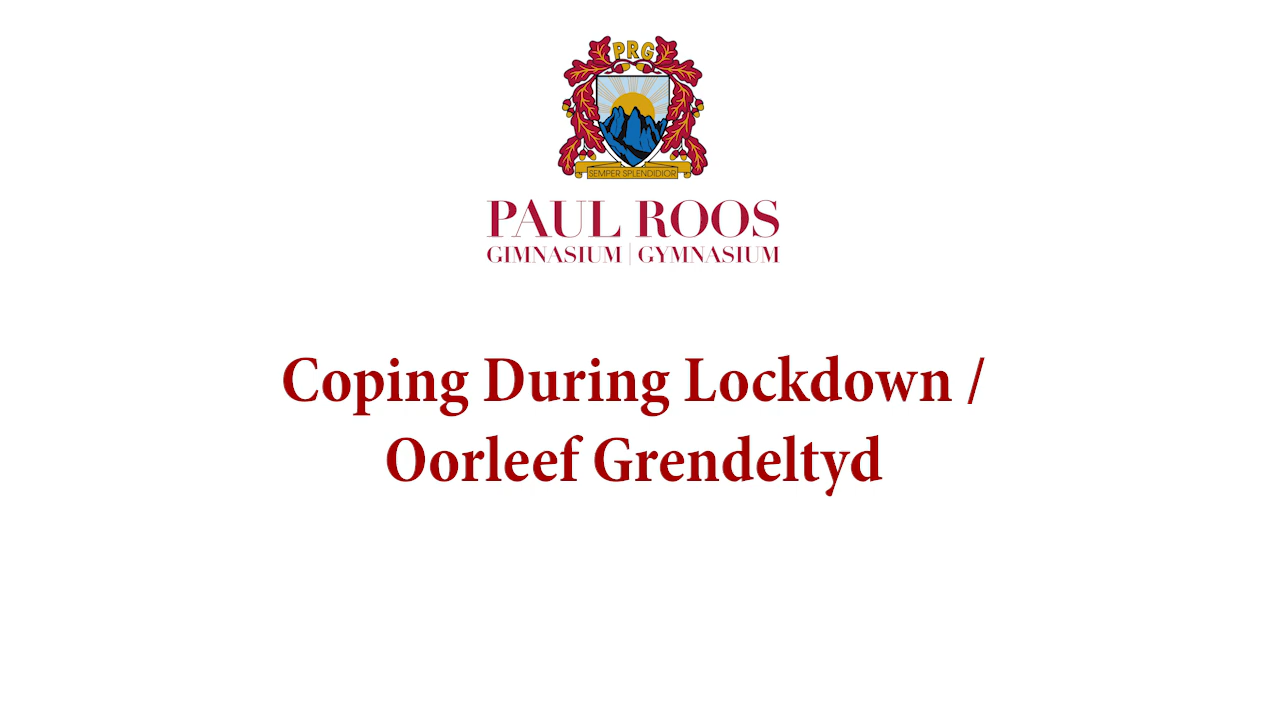 PRG
SEMPER SPLENDIDIOR
PAUL ROOS
GIMNASIUM | GYMNASIUM
Coping During Lockdown /
Oorleef Grendeltyd